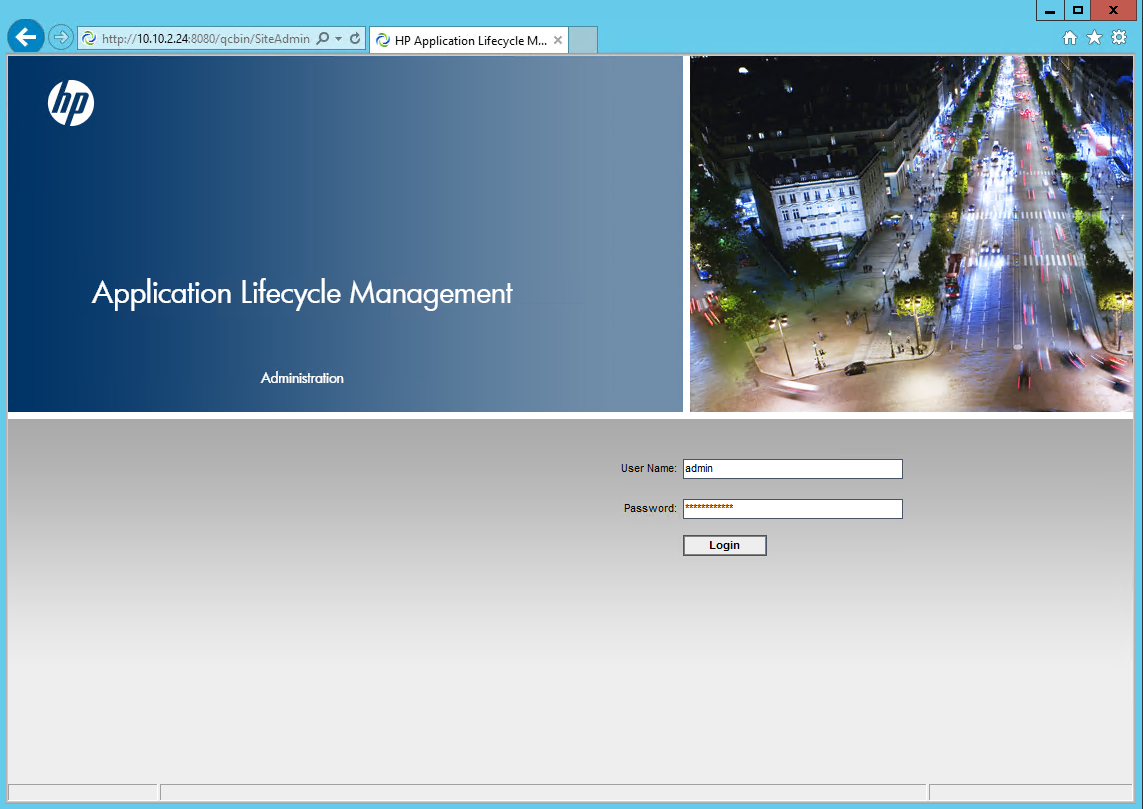 http://10.10.2.24:8080/qcbin/SiteAdmin
HP Application Lifecycle M...
hp
Application Lifecycle Management
Administration
User Name: admin
Password: ************
Login